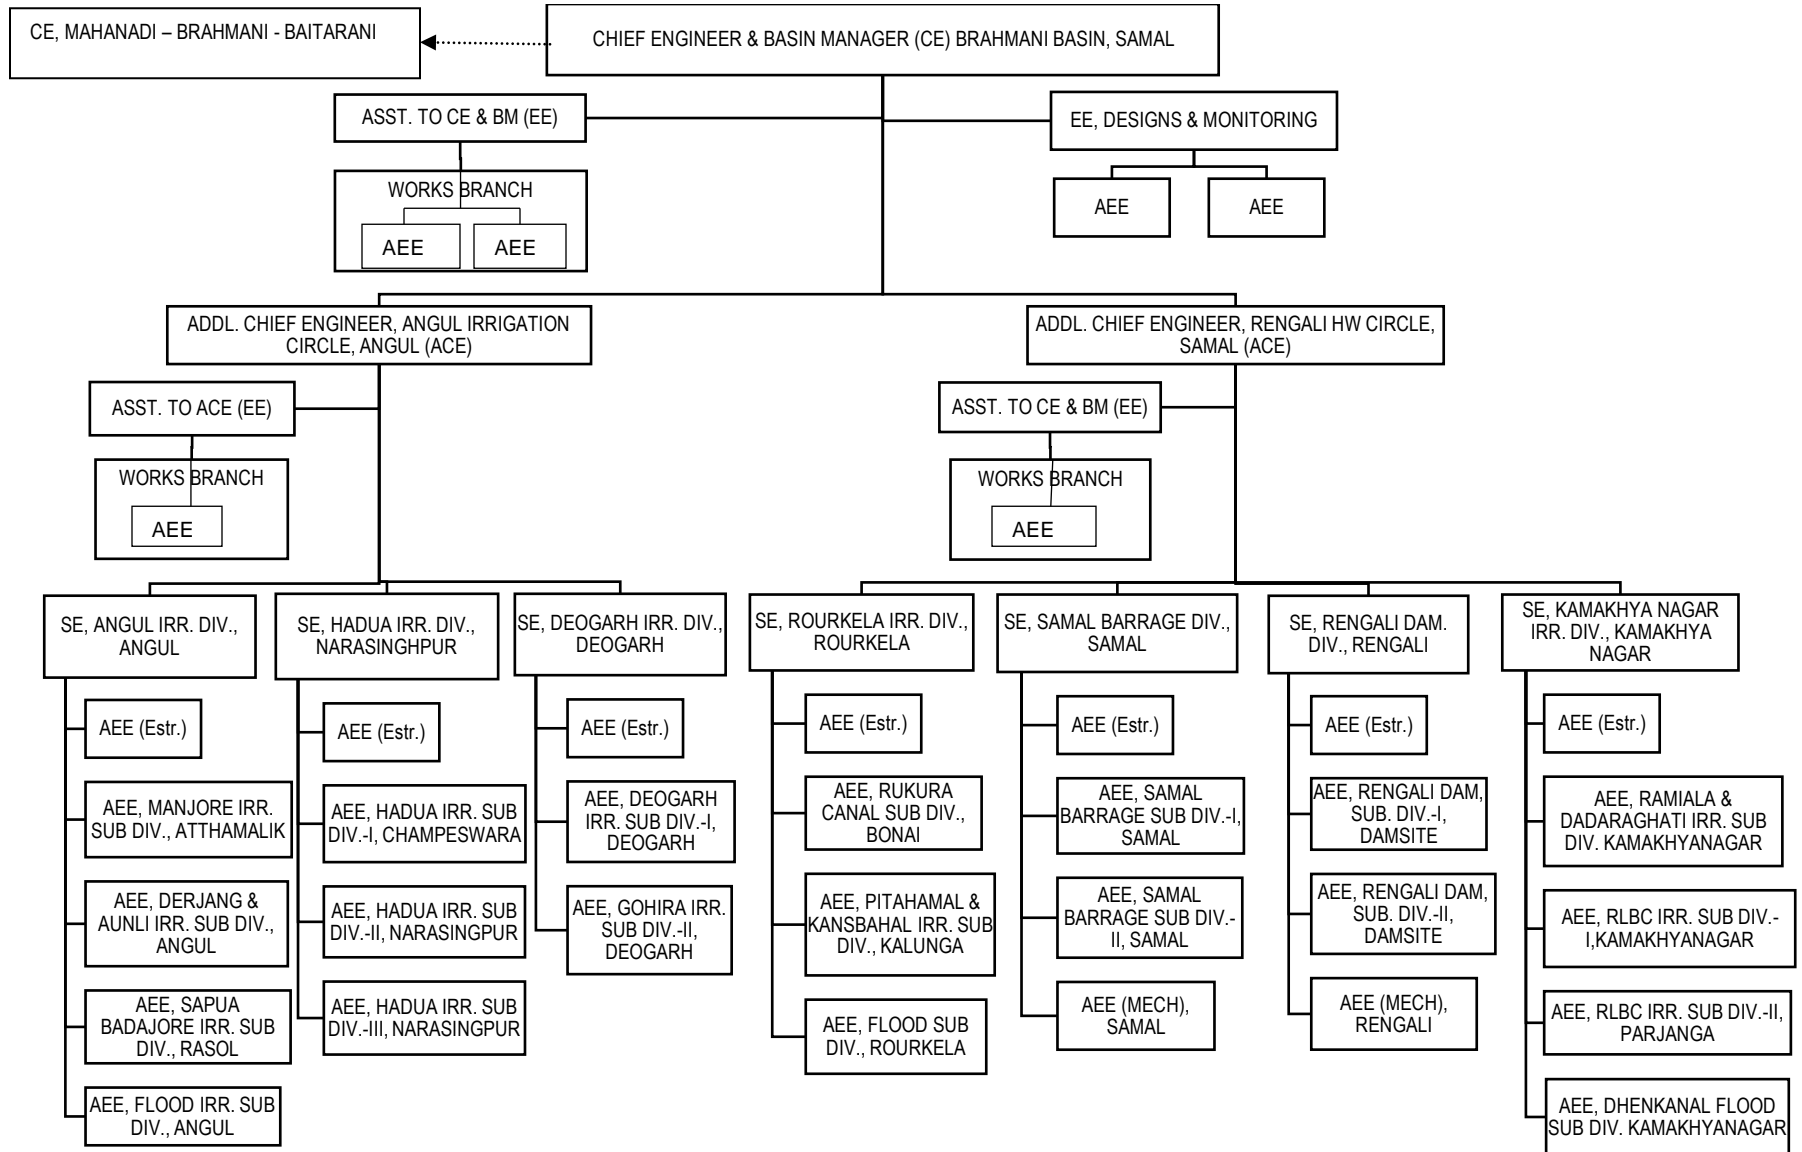 CE, MAHANADI – BRAHMANI - BAITARANI
CHIEF ENGINEER & BASIN MANAGER (CE) BRAHMANI BASIN, SAMAL
ASST. TO CE & BM (EE)
EE, DESIGNS & MONITORING
WORKS BRANCH
AEE
AEE
AEE
AEE
ADDL. CHIEF ENGINEER, ANGUL IRRIGATION
CIRCLE, ANGUL (ACE)
ADDL. CHIEF ENGINEER, RENGALI HW CIRCLE,
SAMAL (ACE)
ASST. TO ACE (EE)
WORKS BRANCH
AEE
ASST. TO CE & BM (EE)
WORKS BRANCH
AEE
SE, ANGUL IRR. DIV.,
ANGUL
AEE (Estr.)
AEE, MANJORE IRR.
SUB DIV., ATTHAMALIK
AEE, DERJANG &
AUNLI IRR. SUB DIV.,
ANGUL
AEE, SAPUA
BADAJORE IRR. SUB
DIV., RASOL
AEE, FLOOD IRR. SUB
DIV., ANGUL
SE, HADUA IRR. DIV.,
NARASINGHPUR
AEE (Estr.)
AEE, HADUA IRR. SUB
DIV.-I, CHAMPESWARA
AEE, HADUA IRR. SUB
DIV.-II, NARASINGPUR
AEE, HADUA IRR. SUB
DIV.-III, NARASINGPUR
SE, DEOGARH IRR. DIV.,
DEOGARH
AEE (Estr.)
AEE, DEOGARH
IRR. SUB DIV.-I,
DEOGARH
AEE, GOHIRA IRR.
SUB DIV.-II,
DEOGARH
SE, ROURKELA IRR. DIV.,
ROURKELA
AEE (Estr.)
AEE, RUKURA
CANAL SUB DIV.,
BONAI
AEE, PITAHAMAL &
KANSBAHAL IRR. SUB
DIV., KALUNGA
AEE, FLOOD SUB
DIV., ROURKELA
SE, SAMAL BARRAGE DIV.,
SAMAL
AEE (Estr.)
AEE, SAMAL
BARRAGE SUB DIV.-I,
SAMAL
AEE, SAMAL
BARRAGE SUB DIV.-
II, SAMAL
AEE (MECH),
SAMAL
SE, RENGALI DAM.
DIV., RENGALI
AEE (Estr.)
AEE, RENGALI DAM,
SUB. DIV.-I,
DAMSITE
AEE, RENGALI DAM,
SUB. DIV.-II,
DAMSITE
AEE (MECH),
RENGALI
SE, KAMAKHYA NAGAR
IRR. DIV., KAMAKHYA
NAGAR
AEE (Estr.)
AEE, RAMIALA &
DADARAGHATI IRR. SUB
DIV. KAMAKHYANAGAR
AEE, RLBC IRR. SUB DIV.-
I,KAMAKHYANAGAR
AEE, RLBC IRR. SUB DIV.-II,
PARJANGA
AEE, DHENKANAL FLOOD
SUB DIV. KAMAKHYANAGAR